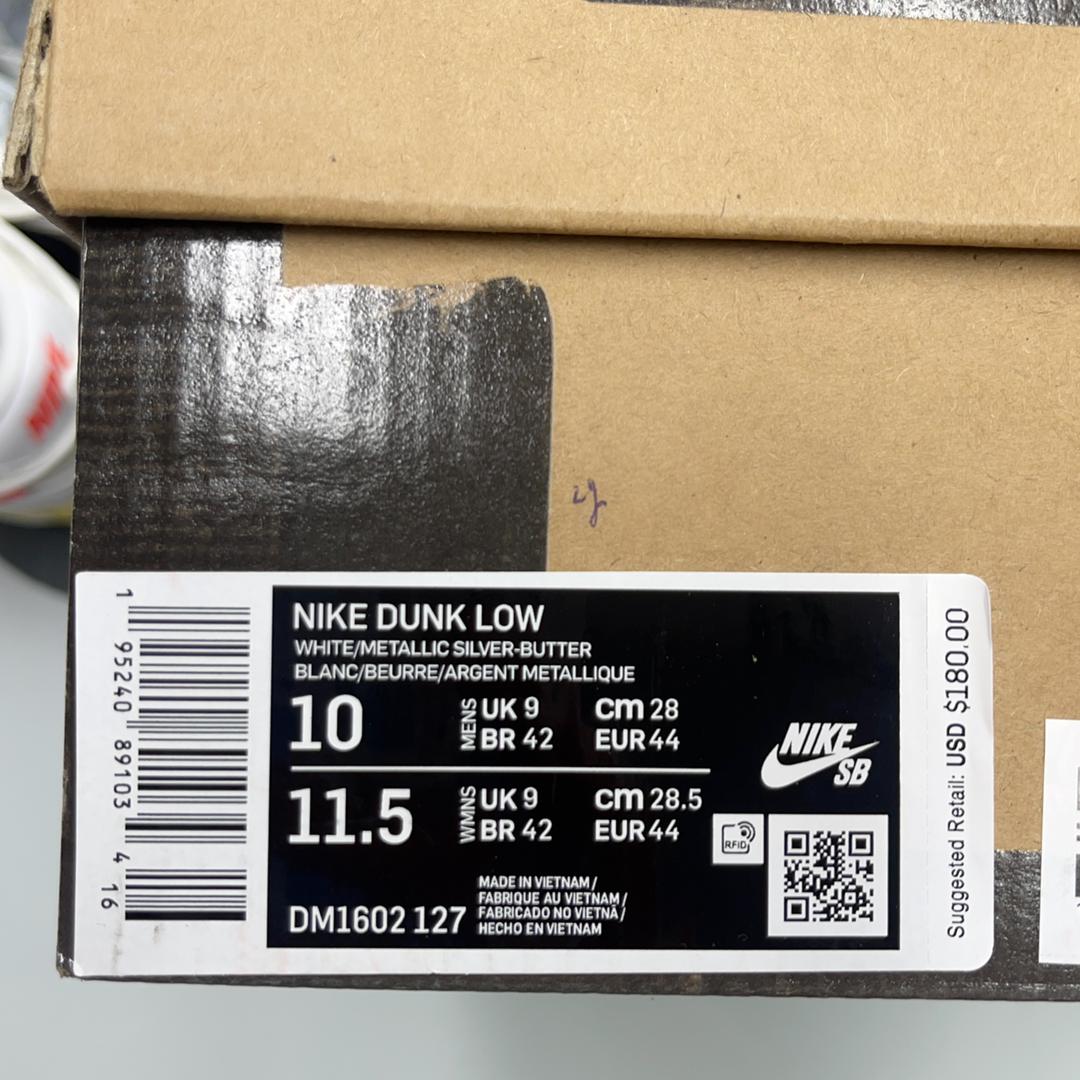 NIKE DUNK LOW
WHITE/METALLIC SILVER-BUTTER
BLANC/BEURRE/ARGENT METALLIQUE
10 MENS UK 9 cm 28
BR 42 EUR 44
11.5 WMNS UK 9 cm 28.5
BR 42 EUR 44
NIKE
SB
RFID
DM1602 127
MADE IN VIETNAM /
FABRIQUE AU VIETNAM /
FABRICADO NO VIETNÃ /
HECHO EN VIETNAM
1 95240 89103 4 16
Suggested Retail: USD $180.00